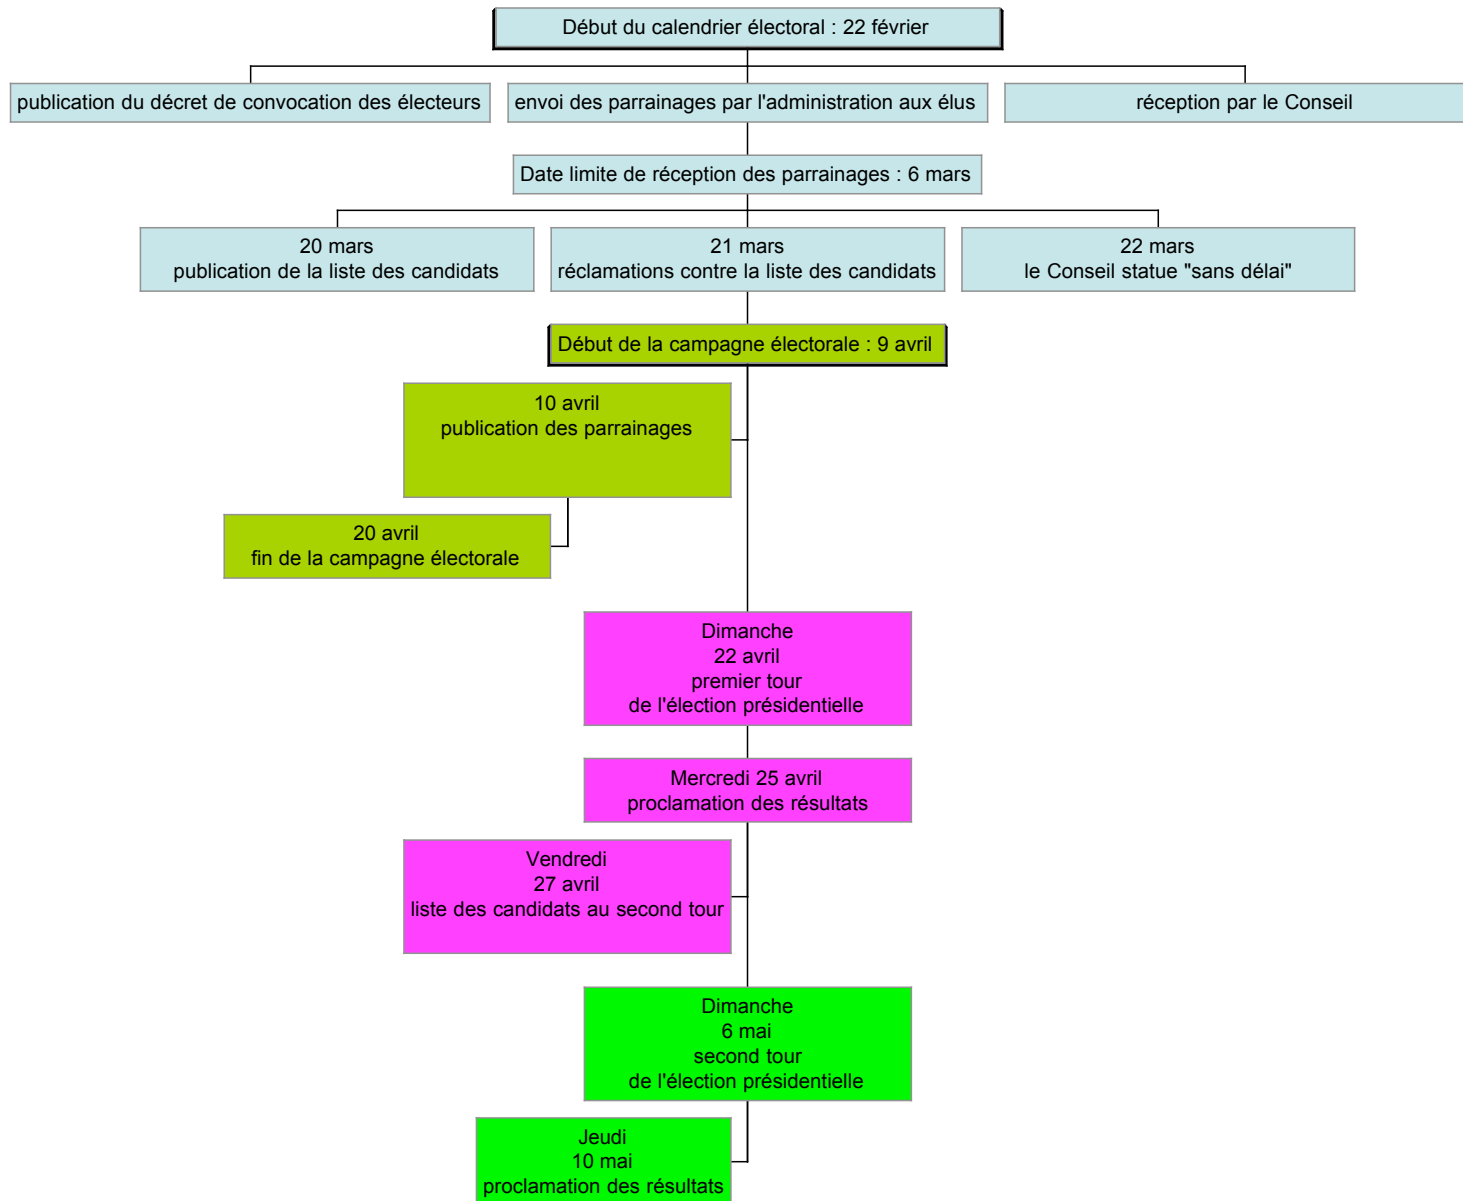 Début du calendrier électoral : 22 février
publication du décret de convocation des électeurs
envoi des parrainages par l'administration aux élus
réception par le Conseil
Date limite de réception des parrainages : 6 mars
20 mars
publication de la liste des candidats
21 mars
réclamations contre la liste des candidats
22 mars
le Conseil statue "sans délai"
Début de la campagne électorale : 9 avril
10 avril
publication des parrainages
20 avril
fin de la campagne électorale
Dimanche
22 avril
premier tour
de l'élection présidentielle
Mercredi 25 avril
proclamation des résultats
Vendredi
27 avril
liste des candidats au second tour
Dimanche
6 mai
second tour
de l'élection présidentielle
Jeudi
10 mai
proclamation des résultats